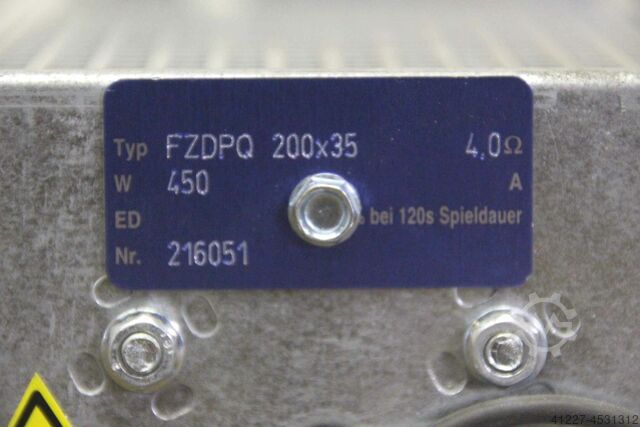 Typ FZDPQ 200x35 4,0Ω
W 450 A
ED % bei 120s Spieldauer
Nr. 216051
41227-4531312